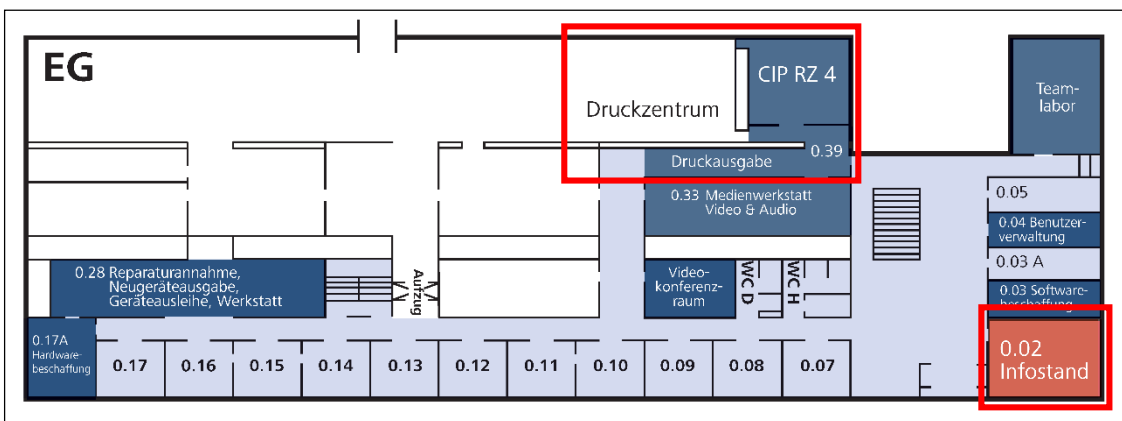 EG
CIP RZ 4
Druckzentrum
Team-
labor
0.39
Druckausgabe
0.33 Medienwerkstatt
Video & Audio
0.05
0.04 Benutzer-
verwaltung
0.03 A
0.03 Software-
beschaffung
0.28 Reparaturannahme,
Neugeräteausgabe,
Geräteausleihe, Werkstatt
Aufzug
Video-
konferenz-
raum
WC D
WC H
0.02
Infostand
0.17A
Hardware-
beschaffung
0.17
0.16
0.15
0.14
0.13
0.12
0.11
0.10
0.09
0.08
0.07